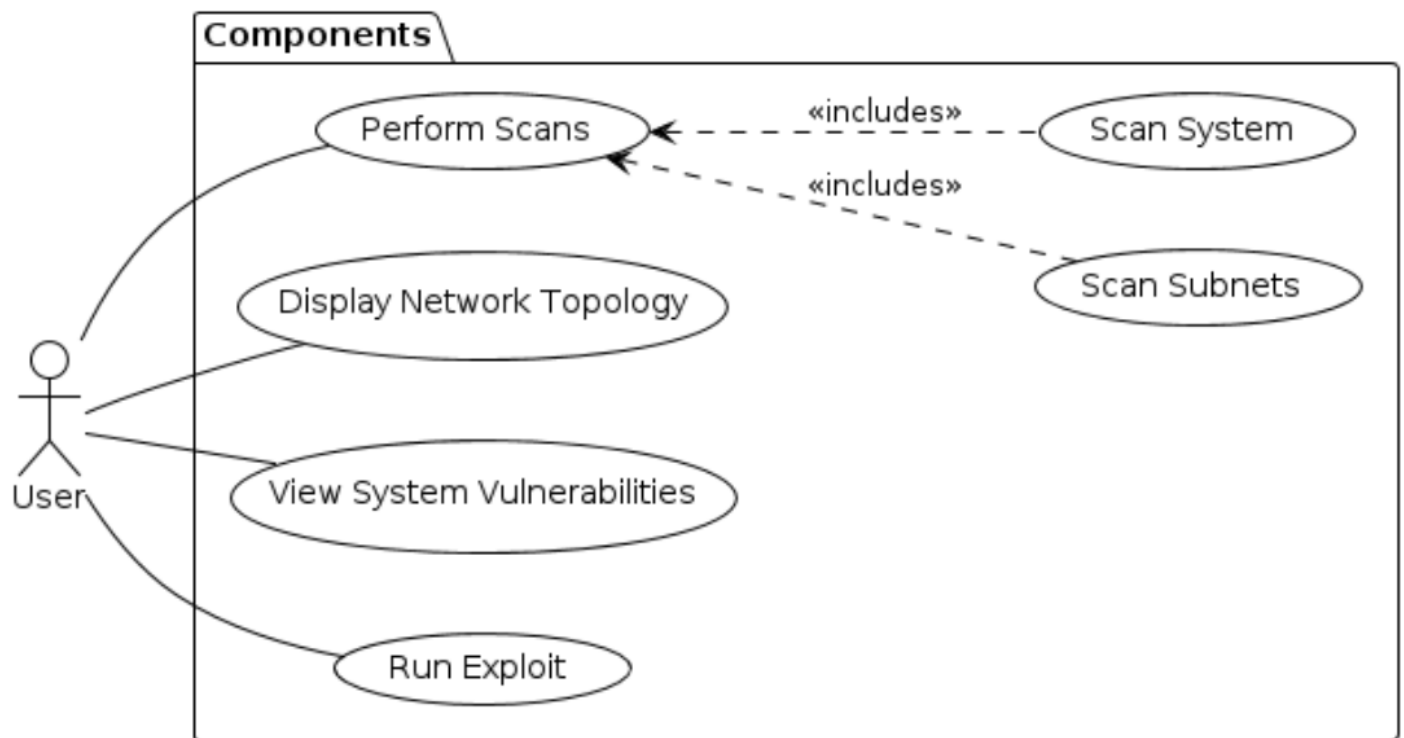 Components
Perform Scans
«includes»
Scan System
«includes»
Scan Subnets
Display Network Topology
View System Vulnerabilities
User
Run Exploit